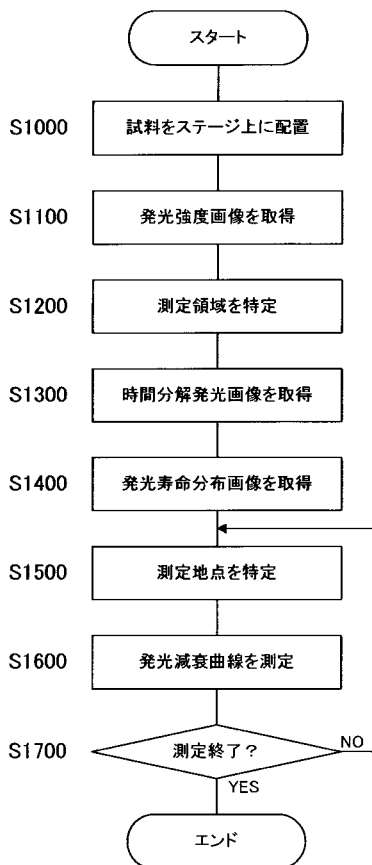 スタート
S1000
試料をステージ上に配置
S1100
発光強度画像を取得
S1200
測定領域を特定
S1300
時間分解発光画像を取得
S1400
発光寿命分布画像を取得
S1500
測定地点を特定
S1600
発光減衰曲線を測定
S1700
測定終了？
NO
YES
エンド